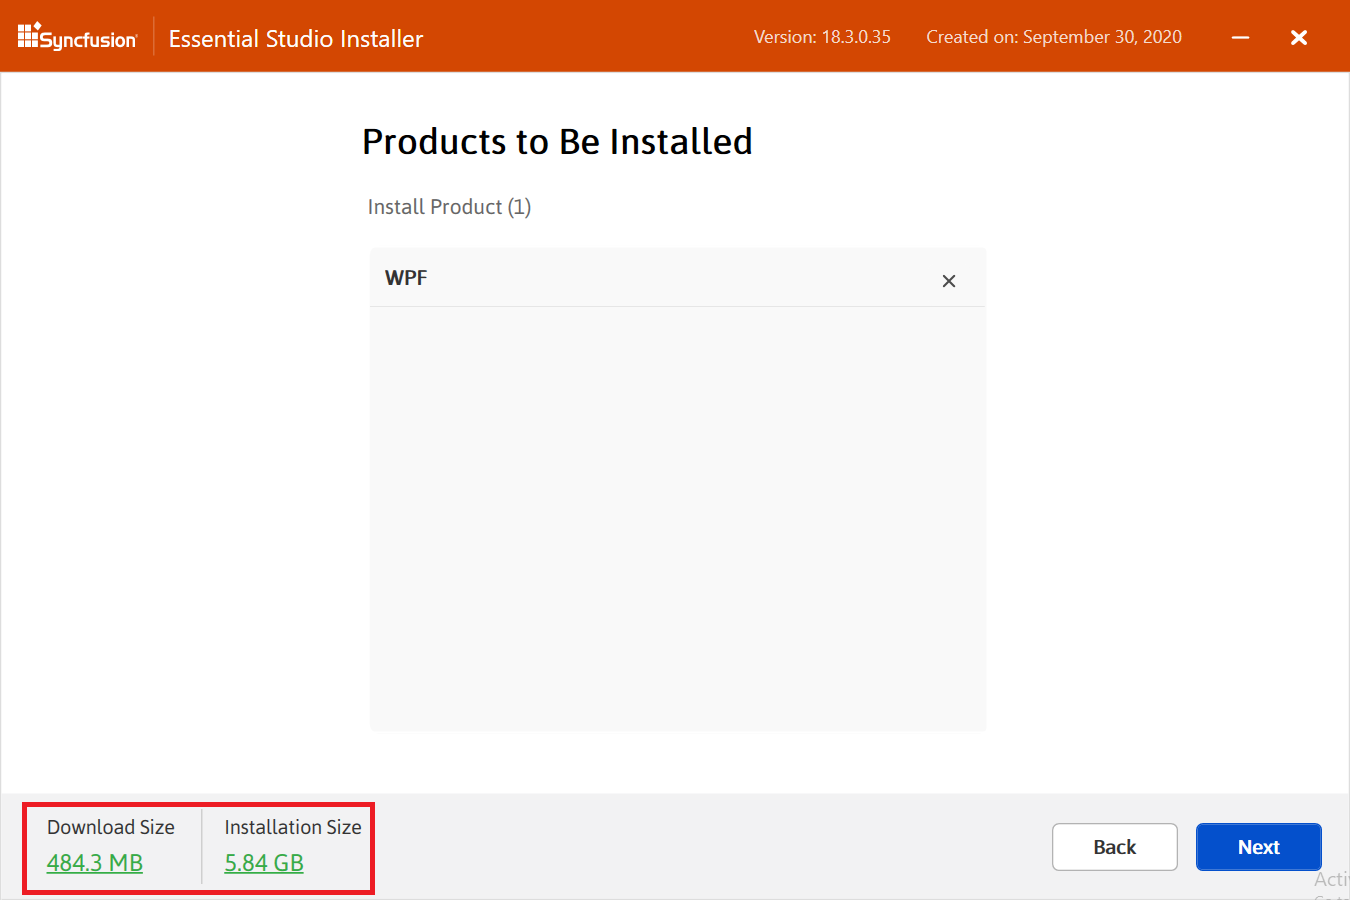 Syncfusion
Essential Studio Installer
Version: 18.3.0.35
Created on: September 30, 2020
Products to Be Installed
Install Product (1)
WPF
Download Size
Installation Size
484.3 MB
5.84 GB
Back
Next